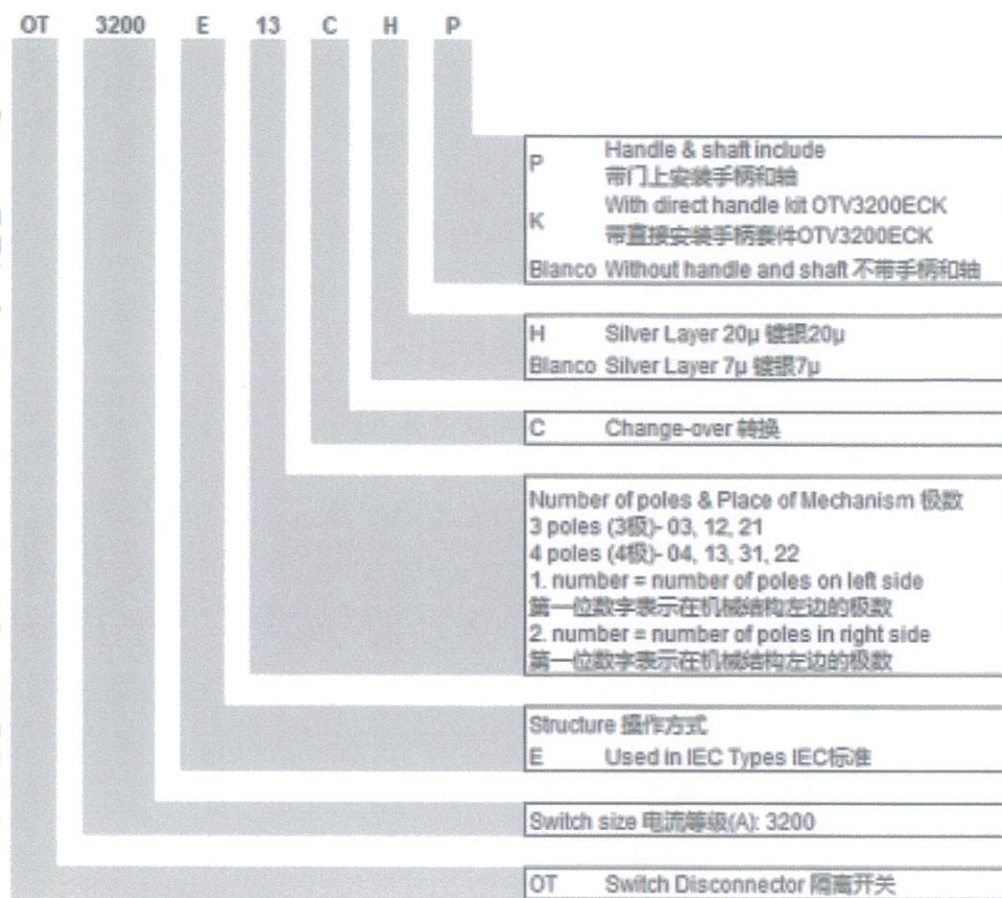 OT 3200 E 13 C H P
P Handle & shaft include
带门上安装手柄和轴
K With direct handle kit OTV3200ECK
带直接安装手柄套件OTV3200ECK
Blanco Without handle and shaft 不带手柄和轴
H Silver Layer 20μ 镀银20μ
Blanco Silver Layer 7μ 镀银7μ
C Change-over 转换
Number of poles & Place of Mechanism 极数
3 poles (3极)- 03, 12, 21
4 poles (4极)- 04, 13, 31, 22
1. number = number of poles on left side
第一位数字表示在机械结构左边的极数
2. number = number of poles in right side
第一位数字表示在机械结构左边的极数
Structure 操作方式
E Used in IEC Types IEC标准
Switch size 电流等级(A): 3200
OT Switch Disconnector 隔离开关